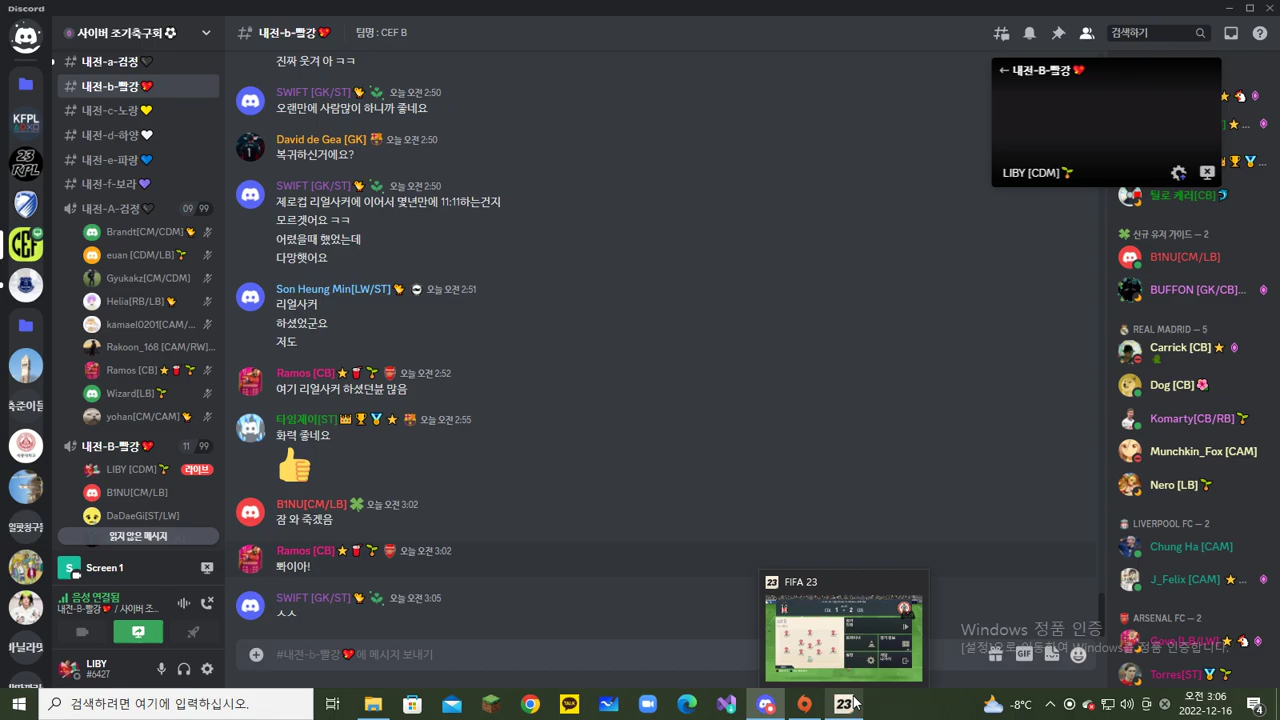 Discord
사이버 조기축구회
내전-b-빨강
팀명 : CEF B
검색하기
내전-a-검정
내전-b-빨강
내전-c-노랑
내전-d-하양
내전-e-파랑
내전-f-보라
내전-A-검정 09 99
Brandt[CM/CDM]
euan [CDM/LB]
Gyukakz[CM/CDM]
Helia[RB/LB]
kamael0201[CAM/...
Rakoon_168 [CAM/RW]...
Ramos [CB]
Wizard[LB]
yohan[CM/CAM]
내전-B-빨강 11 99
LIBY [CDM] 라이브
B1NU[CM/LB]
DaDaeGi[ST/LW]
읽지 않은 메시지
Screen 1
음성 연결됨
내전-B-빨강 / 사이버 조...
LIBY
#6427
KFPL
23
RPL
CEF
축준이들
진짜 웃겨 아 ㅋㅋ
SWIFT [GK/ST] 오늘 오전 2:50
오랜만에 사람많이 하니까 좋네요
David de Gea [GK] 오늘 오전 2:50
복귀하신거에요?
SWIFT [GK/ST] 오늘 오전 2:50
제로컵 리얼사커에 이어서 몇년만에 11:11하는건지
모르겟어요 ㅋㅋ
어렸을때 했었는데
다망했어요
Son Heung Min[LW/ST] 오늘 오전 2:51
리얼사커
하셨었군요
저도
Ramos [CB] 오늘 오전 2:52
여기 리얼사커 하셨던뷴 많음
타임제이[ST] 오늘 오전 2:55
화력 좋네요
B1NU[CM/LB] 오늘 오전 3:02
잠 와 죽겠음
Ramos [CB] 오늘 오전 3:02
빠이아!
SWIFT [GK/ST] 오늘 오전 3:05
ㅅㅅ
#내전-b-빨강 에 메시지 보내기
GIF
내전-B-빨강
LIBY [CDM]
틸로 케러[CB]
신규 유저 가이드 — 2
B1NU[CM/LB]
BUFFON [GK/CB]...
REAL MADRID — 5
Carrick [CB]
Dog [CB]
Komarty[CB/RB]
Munchkin_Fox [CAM]
Nero [LB]
LIVERPOOL FC — 2
Chung Ha [CAM]
J_Felix [CAM]
ARSENAL FC — 2
Torres[ST]
23 FIFA 23
1 - 2
Windows 정품 인증
[설정]으로 이동하여 Windows를 정품 인증합니다.
검색하려면 여기에 입력하십시오.
TALK
23
-8°C
오전 3:06
2022-12-16
4